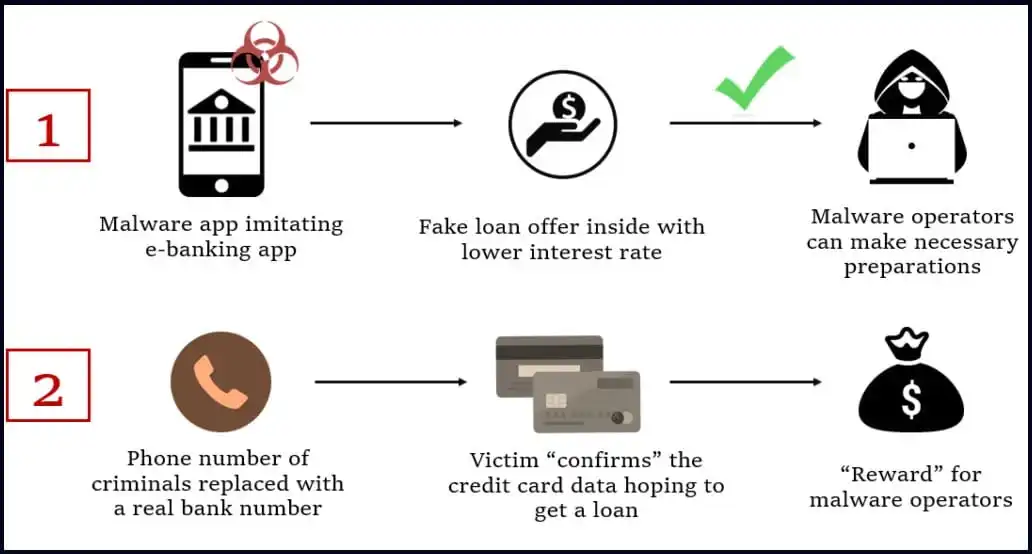 1
Malware app imitating
e-banking app
Fake loan offer inside with
lower interest rate
$
Malware operators
can make necessary
preparations
2
Phone number of
criminals replaced with
a real bank number
Victim “confirms” the
credit card data hoping to
get a loan
$
“Reward” for
malware operators